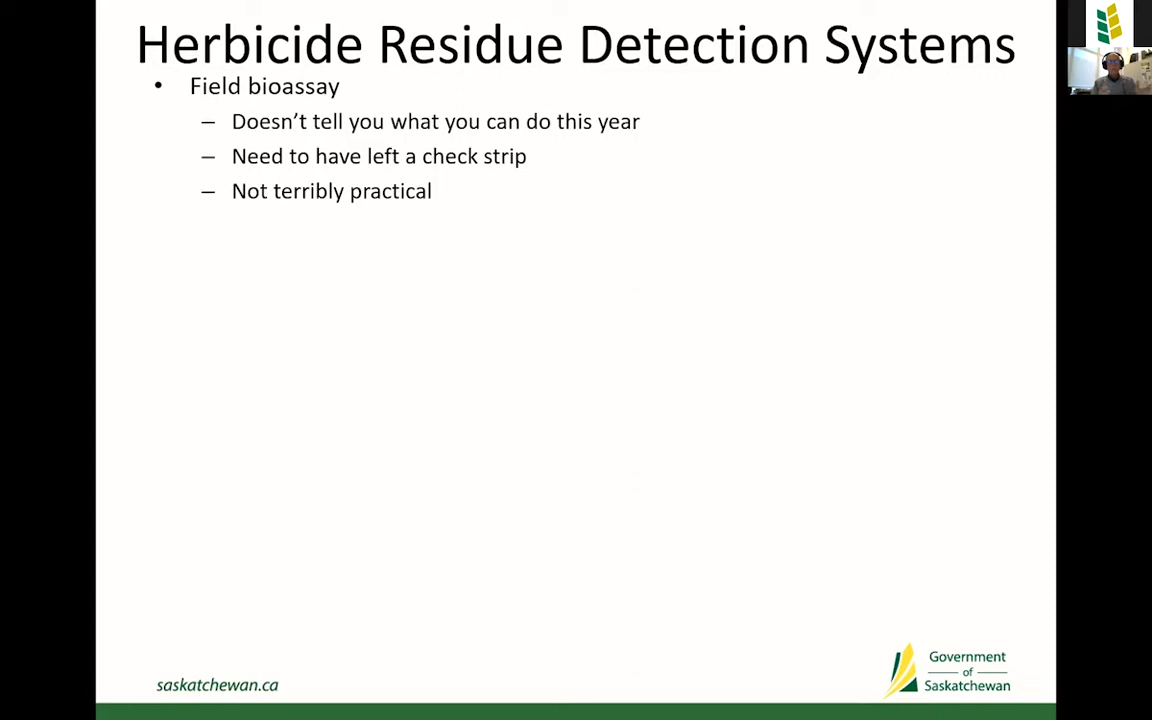 Herbicide Residue Detection Systems
• Field bioassay
– Doesn't tell you what you can do this year
– Need to have left a check strip
– Not terribly practical
saskatchewan.ca
Government
of
Saskatchewan